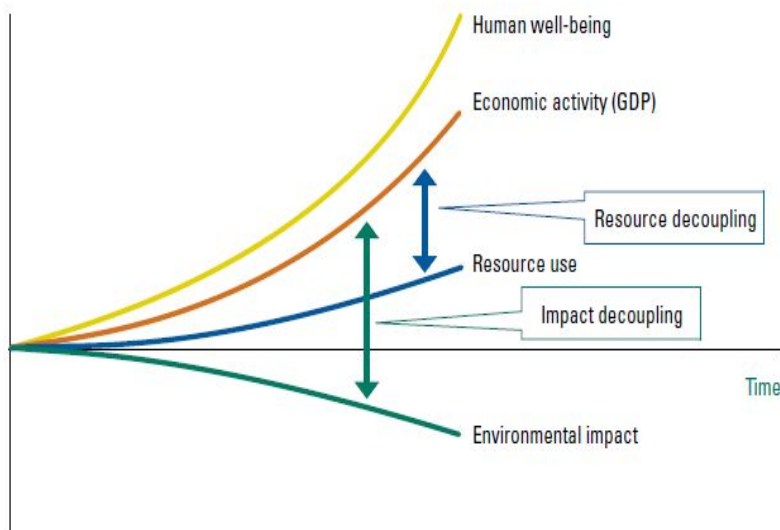 Human well-being
Economic activity (GDP)
Resource decoupling
Resource use
Impact decoupling
Time
Environmental impact